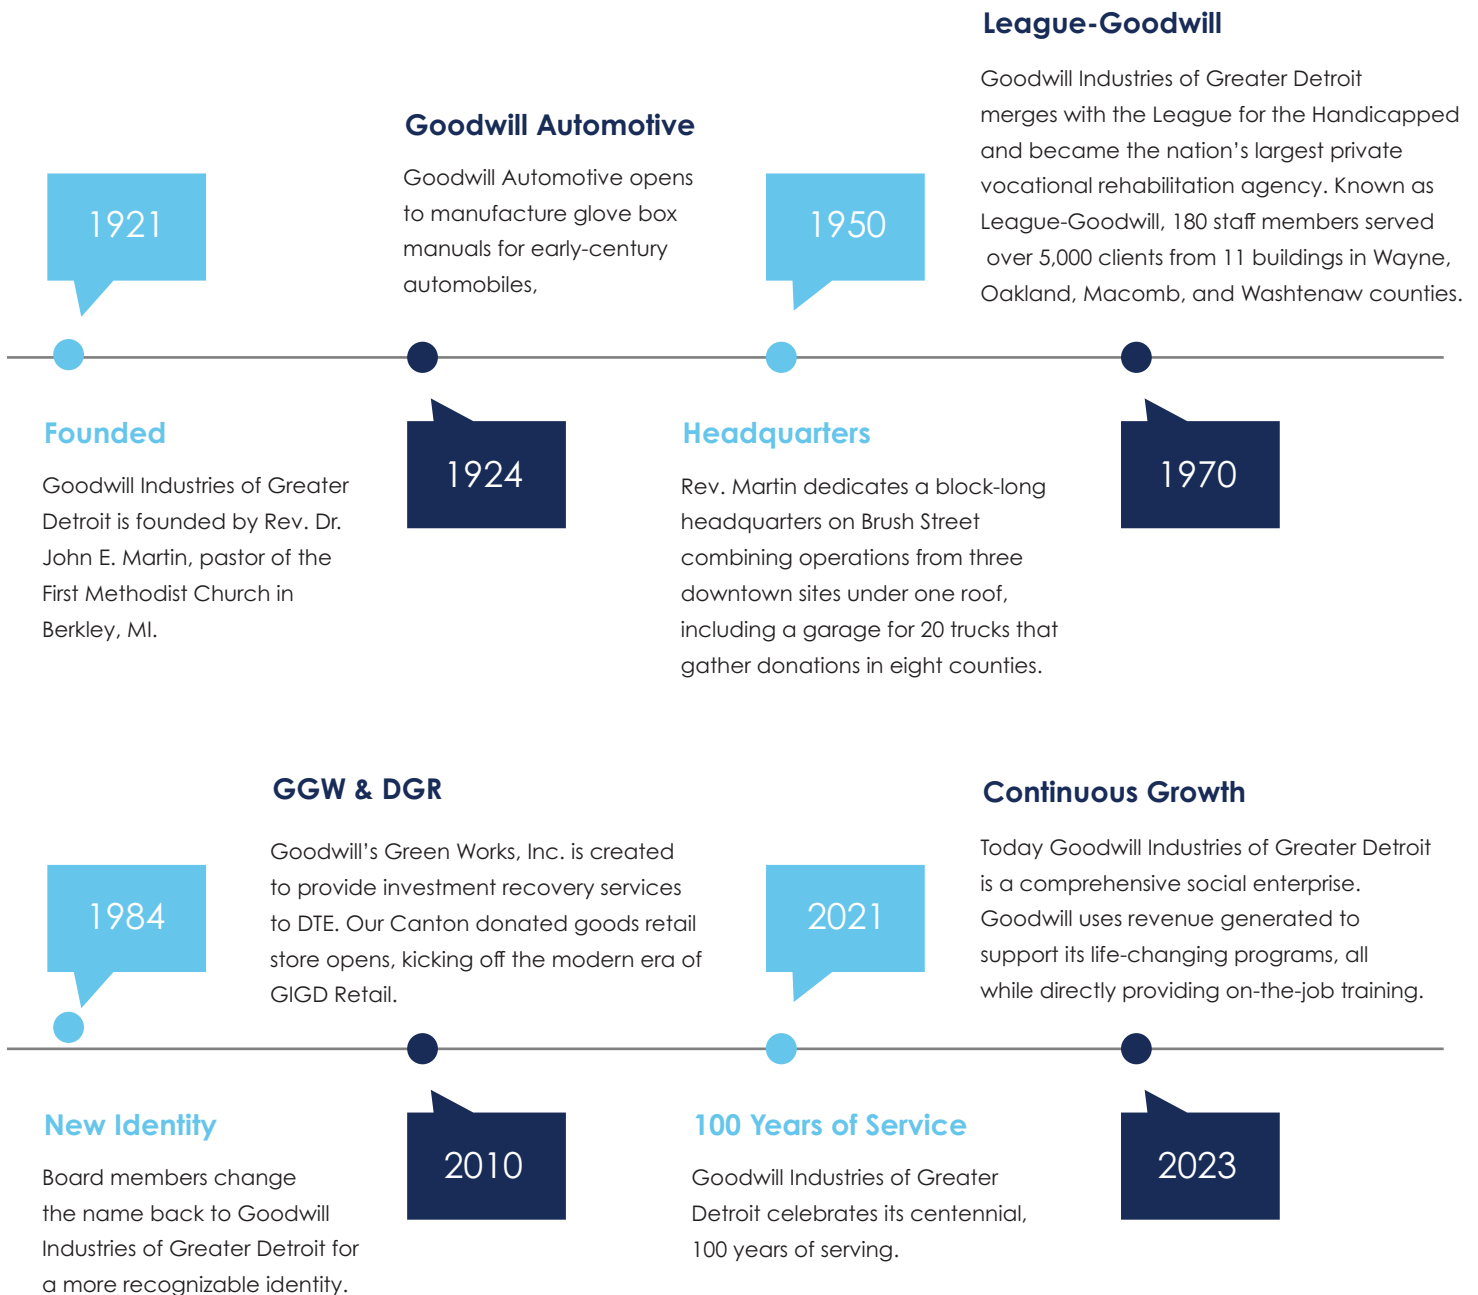 1921
Founded
Goodwill Industries of Greater
Detroit is founded by Rev. Dr.
John E. Martin, pastor of the
First Methodist Church in
Berkley, MI.
Goodwill Automotive
Goodwill Automotive opens
to manufacture glove box
manuals for early-century
automobiles,
1924
1950
Headquarters
Rev. Martin dedicates a block-long
headquarters on Brush Street
combining operations from three
downtown sites under one roof,
including a garage for 20 trucks that
gather donations in eight counties.
League-Goodwill
Goodwill Industries of Greater Detroit
merges with the League for the Handicapped
and became the nation’s largest private
vocational rehabilitation agency. Known as
League-Goodwill, 180 staff members served
over 5,000 clients from 11 buildings in Wayne,
Oakland, Macomb, and Washtenaw counties.
1970
1984
New Identity
Board members change
the name back to Goodwill
Industries of Greater Detroit for
a more recognizable identity.
GGW & DGR
Goodwill’s Green Works, Inc. is created
to provide investment recovery services
to DTE. Our Canton donated goods retail
store opens, kicking off the modern era of
GIGD Retail.
2010
2021
100 Years of Service
Goodwill Industries of Greater
Detroit celebrates its centennial,
100 years of serving.
Continuous Growth
Today Goodwill Industries of Greater Detroit
is a comprehensive social enterprise.
Goodwill uses revenue generated to
support its life-changing programs, all
while directly providing on-the-job training.
2023